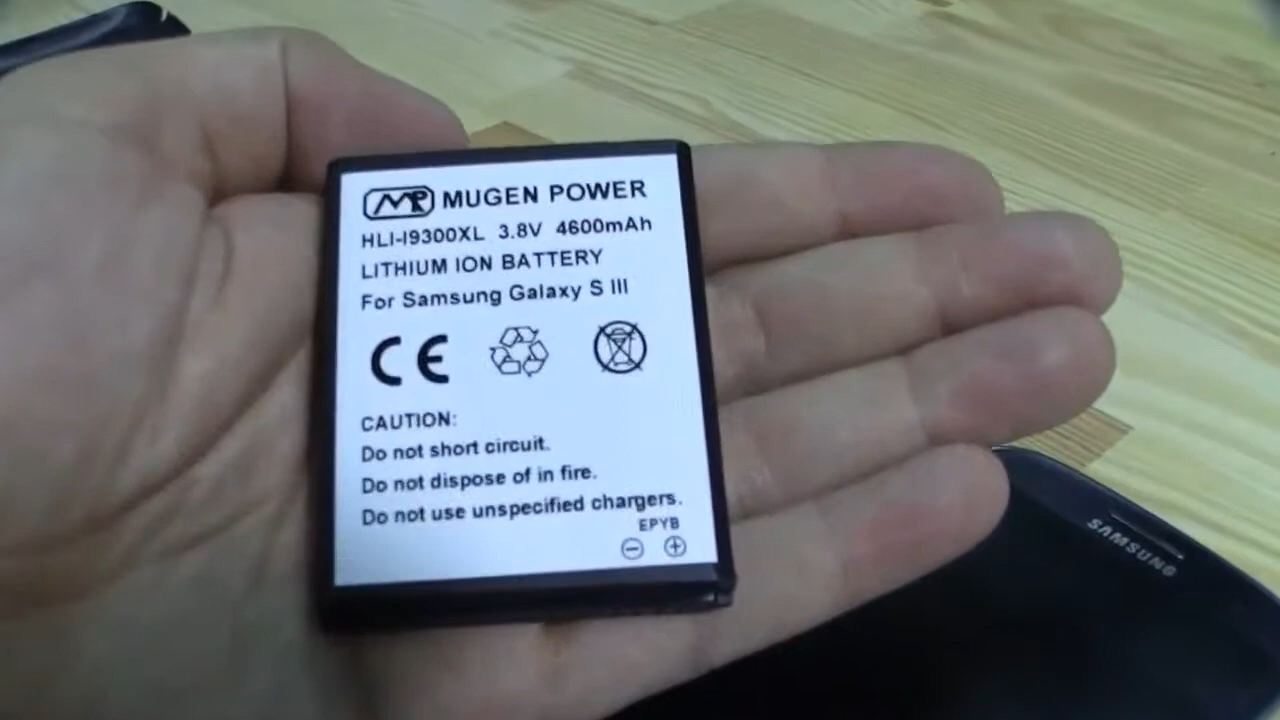 MP MUGEN POWER
HLI-I9300XL 3.8V 4600mAh
LITHIUM ION BATTERY
For Samsung Galaxy S III
CE
CAUTION:
Do not short circuit.
Do not dispose of in fire.
Do not use unspecified chargers.
EPYB
SAMSUNG